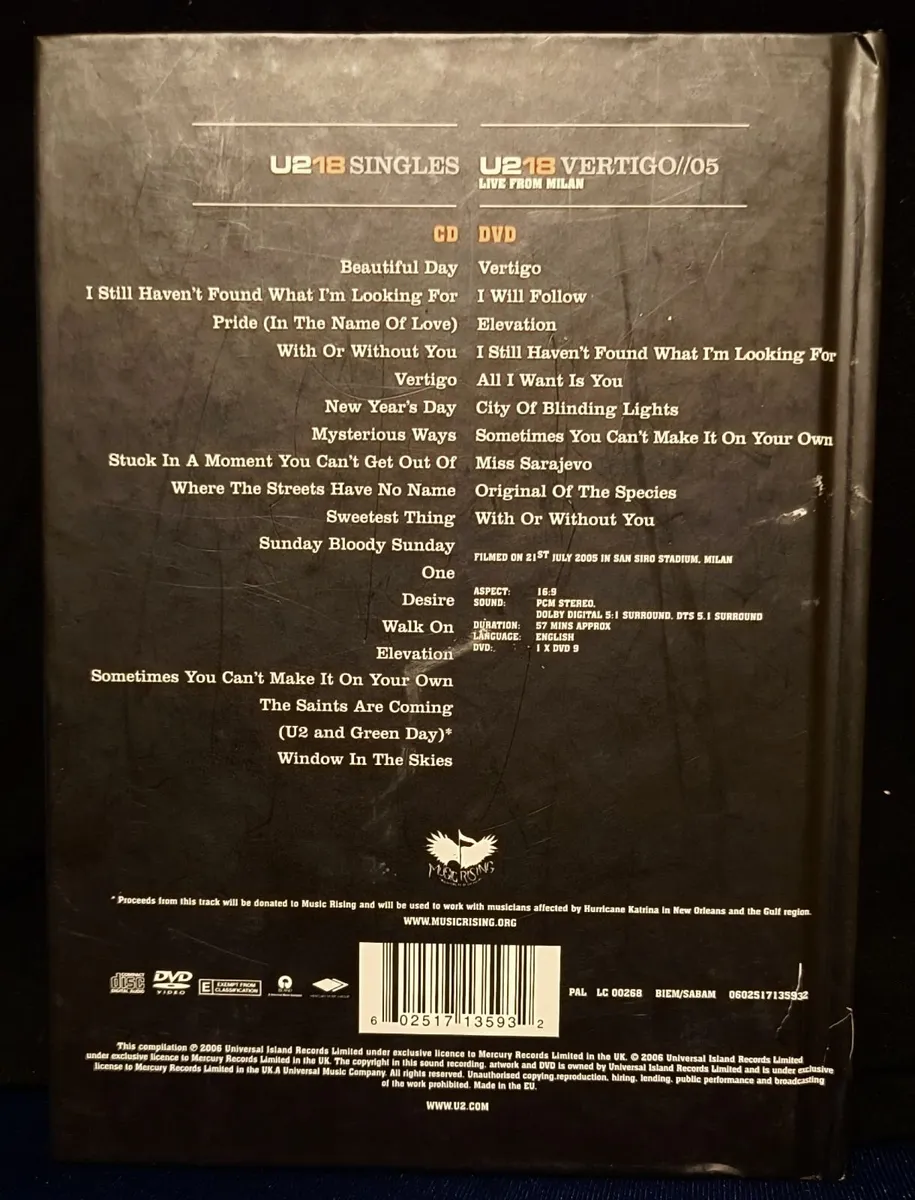 U218 SINGLES
CD
Beautiful Day
I Still Haven't Found What I'm Looking For
Pride (In The Name Of Love)
With Or Without You
Vertigo
New Year's Day
Mysterious Ways
Stuck In A Moment You Can't Get Out Of
Where The Streets Have No Name
Sweetest Thing
Sunday Bloody Sunday
One
Desire
Walk On
Elevation
Sometimes You Can't Make It On Your Own
The Saints Are Coming
(U2 and Green Day)*
Window In The Skies
U218 VERTIGO//05
LIVE FROM MILAN
DVD
Vertigo
I Will Follow
Elevation
I Still Haven't Found What I'm Looking For
All I Want Is You
City Of Blinding Lights
Sometimes You Can't Make It On Your Own
Miss Sarajevo
Original Of The Species
With Or Without You
FILMED ON 21ST JULY 2005 IN SAN SIRO STADIUM, MILAN
ASPECT: 16:9
SOUND: PCM STEREO,
DOLBY DIGITAL 5:1 SURROUND, DTS 5.1 SURROUND
DURATION: 57 MINS APPROX
LANGUAGE: ENGLISH
DVD: 1 X DVD 9
MUSIC RISING
* Proceeds from this track will be donated to Music Rising and will be used to work with musicians affected by Hurricane Katrina in New Orleans and the Gulf region.
WWW.MUSICRISING.ORG
COMPACT disc DIGITAL AUDIO
DVD VIDEO
E EXEMPT FROM CLASSIFICATION
ISLAND
6 02517 13593 2
PAL LC 00268 BIEM/SABAM 0602517135932
This compilation ℗ 2006 Universal Island Records Limited under exclusive licence to Mercury Records Limited in the UK. © 2006 Universal Island Records Limited
under exclusive licence to Mercury Records Limited in the UK. The copyright in this sound recording, artwork and DVD is owned by Universal Island Records Limited and is under exclusive
license to Mercury Records Limited in the UK.A Universal Music Company. All rights reserved. Unauthorised copying,reproduction, hiring, lending, public performance and broadcasting
of the work prohibited. Made in the EU.
WWW.U2.COM